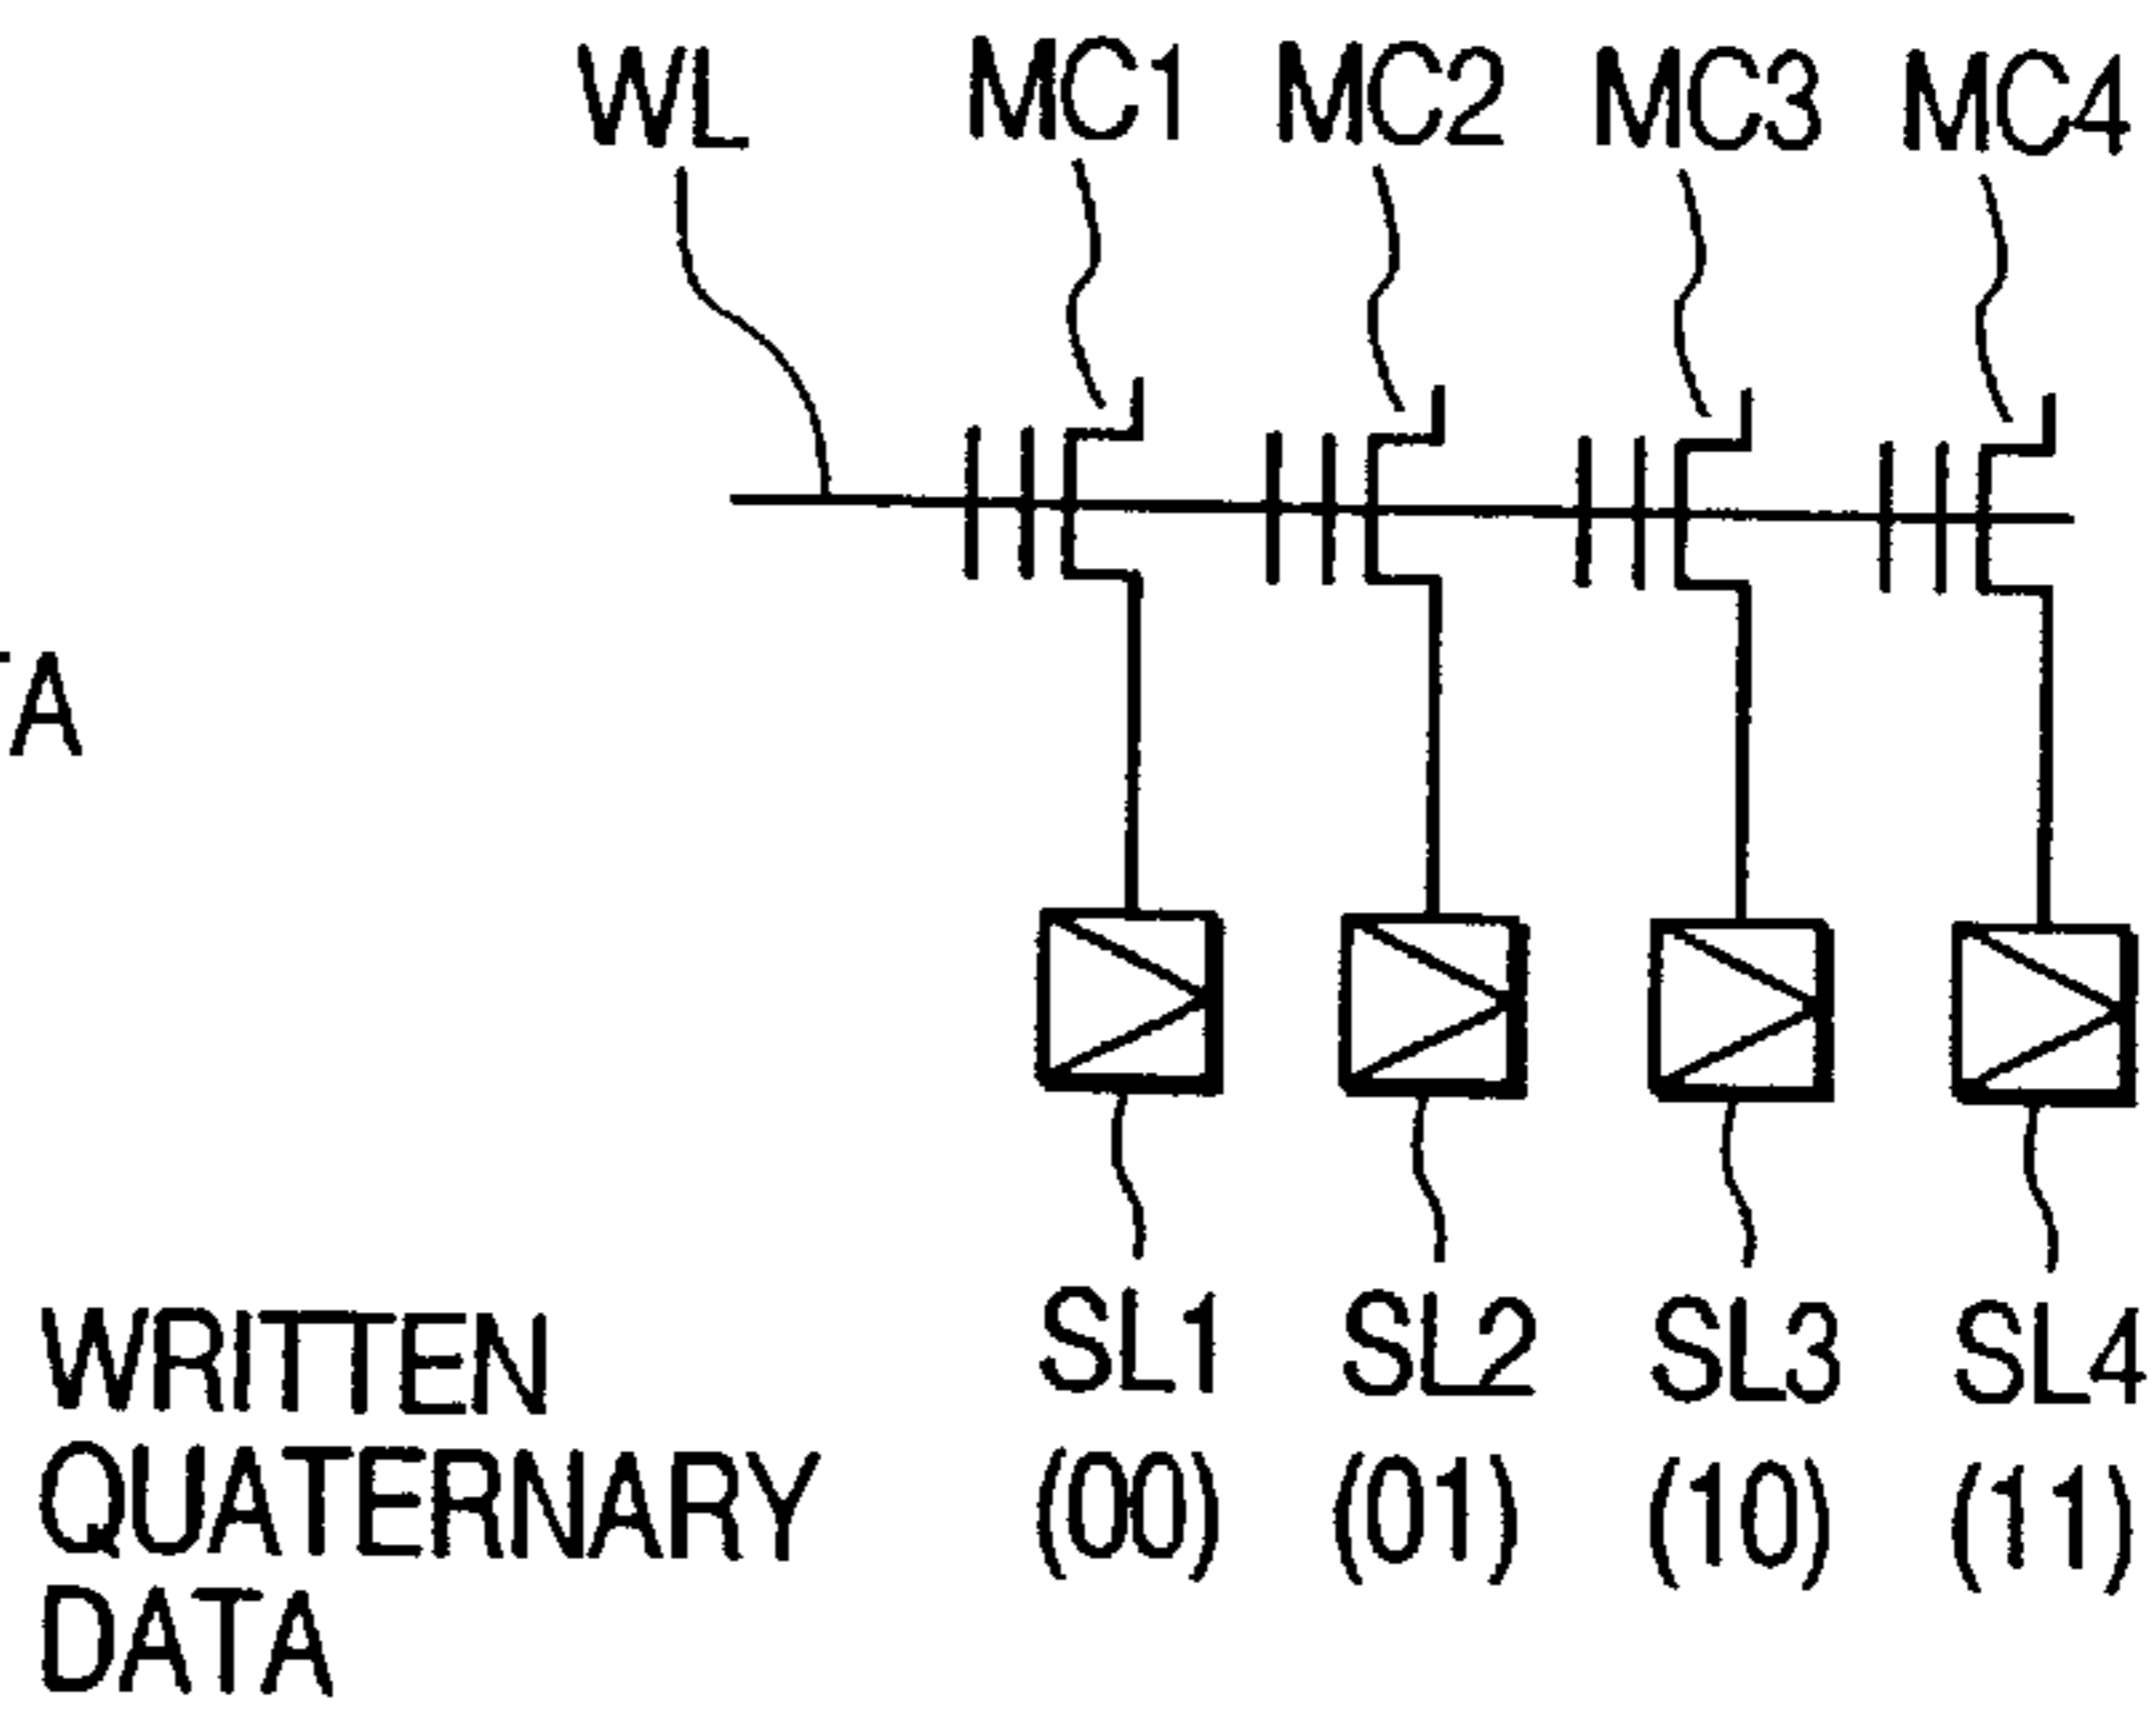 WL MC1 MC2 MC3 MC4
TA
SL1 SL2 SL3 SL4
WRITTEN
QUATERNARY (00) (01) (10) (11)
DATA